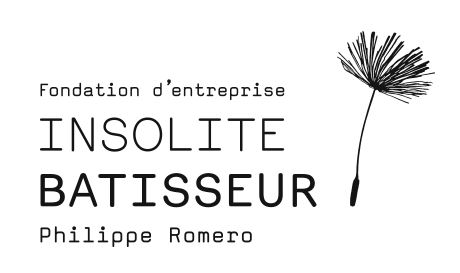 Fondation d'entreprise
INSOLITE
BATISSEUR
Philippe Romero